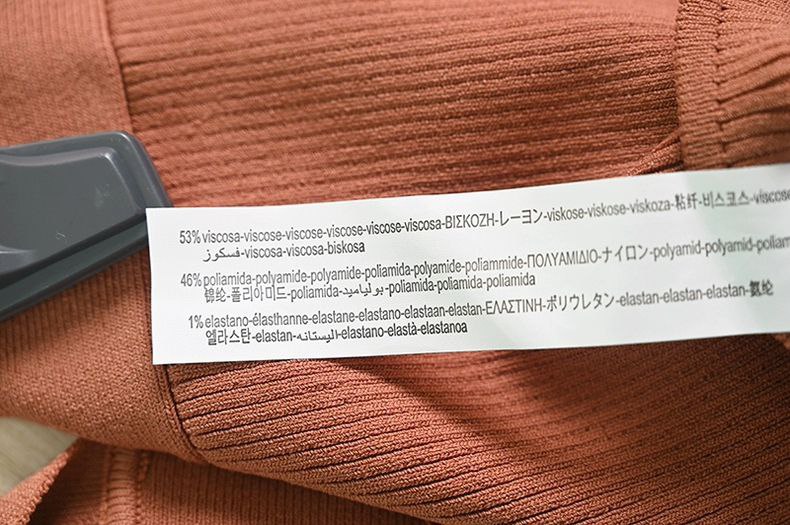 53% viscosa-viscose-viscose-viscose-viscose-viscosa-ΒΙΣΚΟΖΗ-レーヨン-viskose-viskose-viskoza-粘纤-비스코스-viscose
فسكوز-viscosa-viscosa-biskosa
46% poliamida-polyamide-polyamide-poliamida-polyamide-poliammide-ΠΟΛΥΑΜΙΔΙΟ-ナイロン-polyamid-polyamid-poliamid
锦纶-폴리아미드-poliamida-بولياميد-poliamida-poliamida-poliamida
1% elastano-élasthanne-elastane-elastano-elastaan-elastan-ΕΛΑΣΤΙΝΗ-ポリウレタン-elastan-elastan-elastan-氨纶
엘라스탄-elastan-اليستانه-elastano-elastà-elastanoa